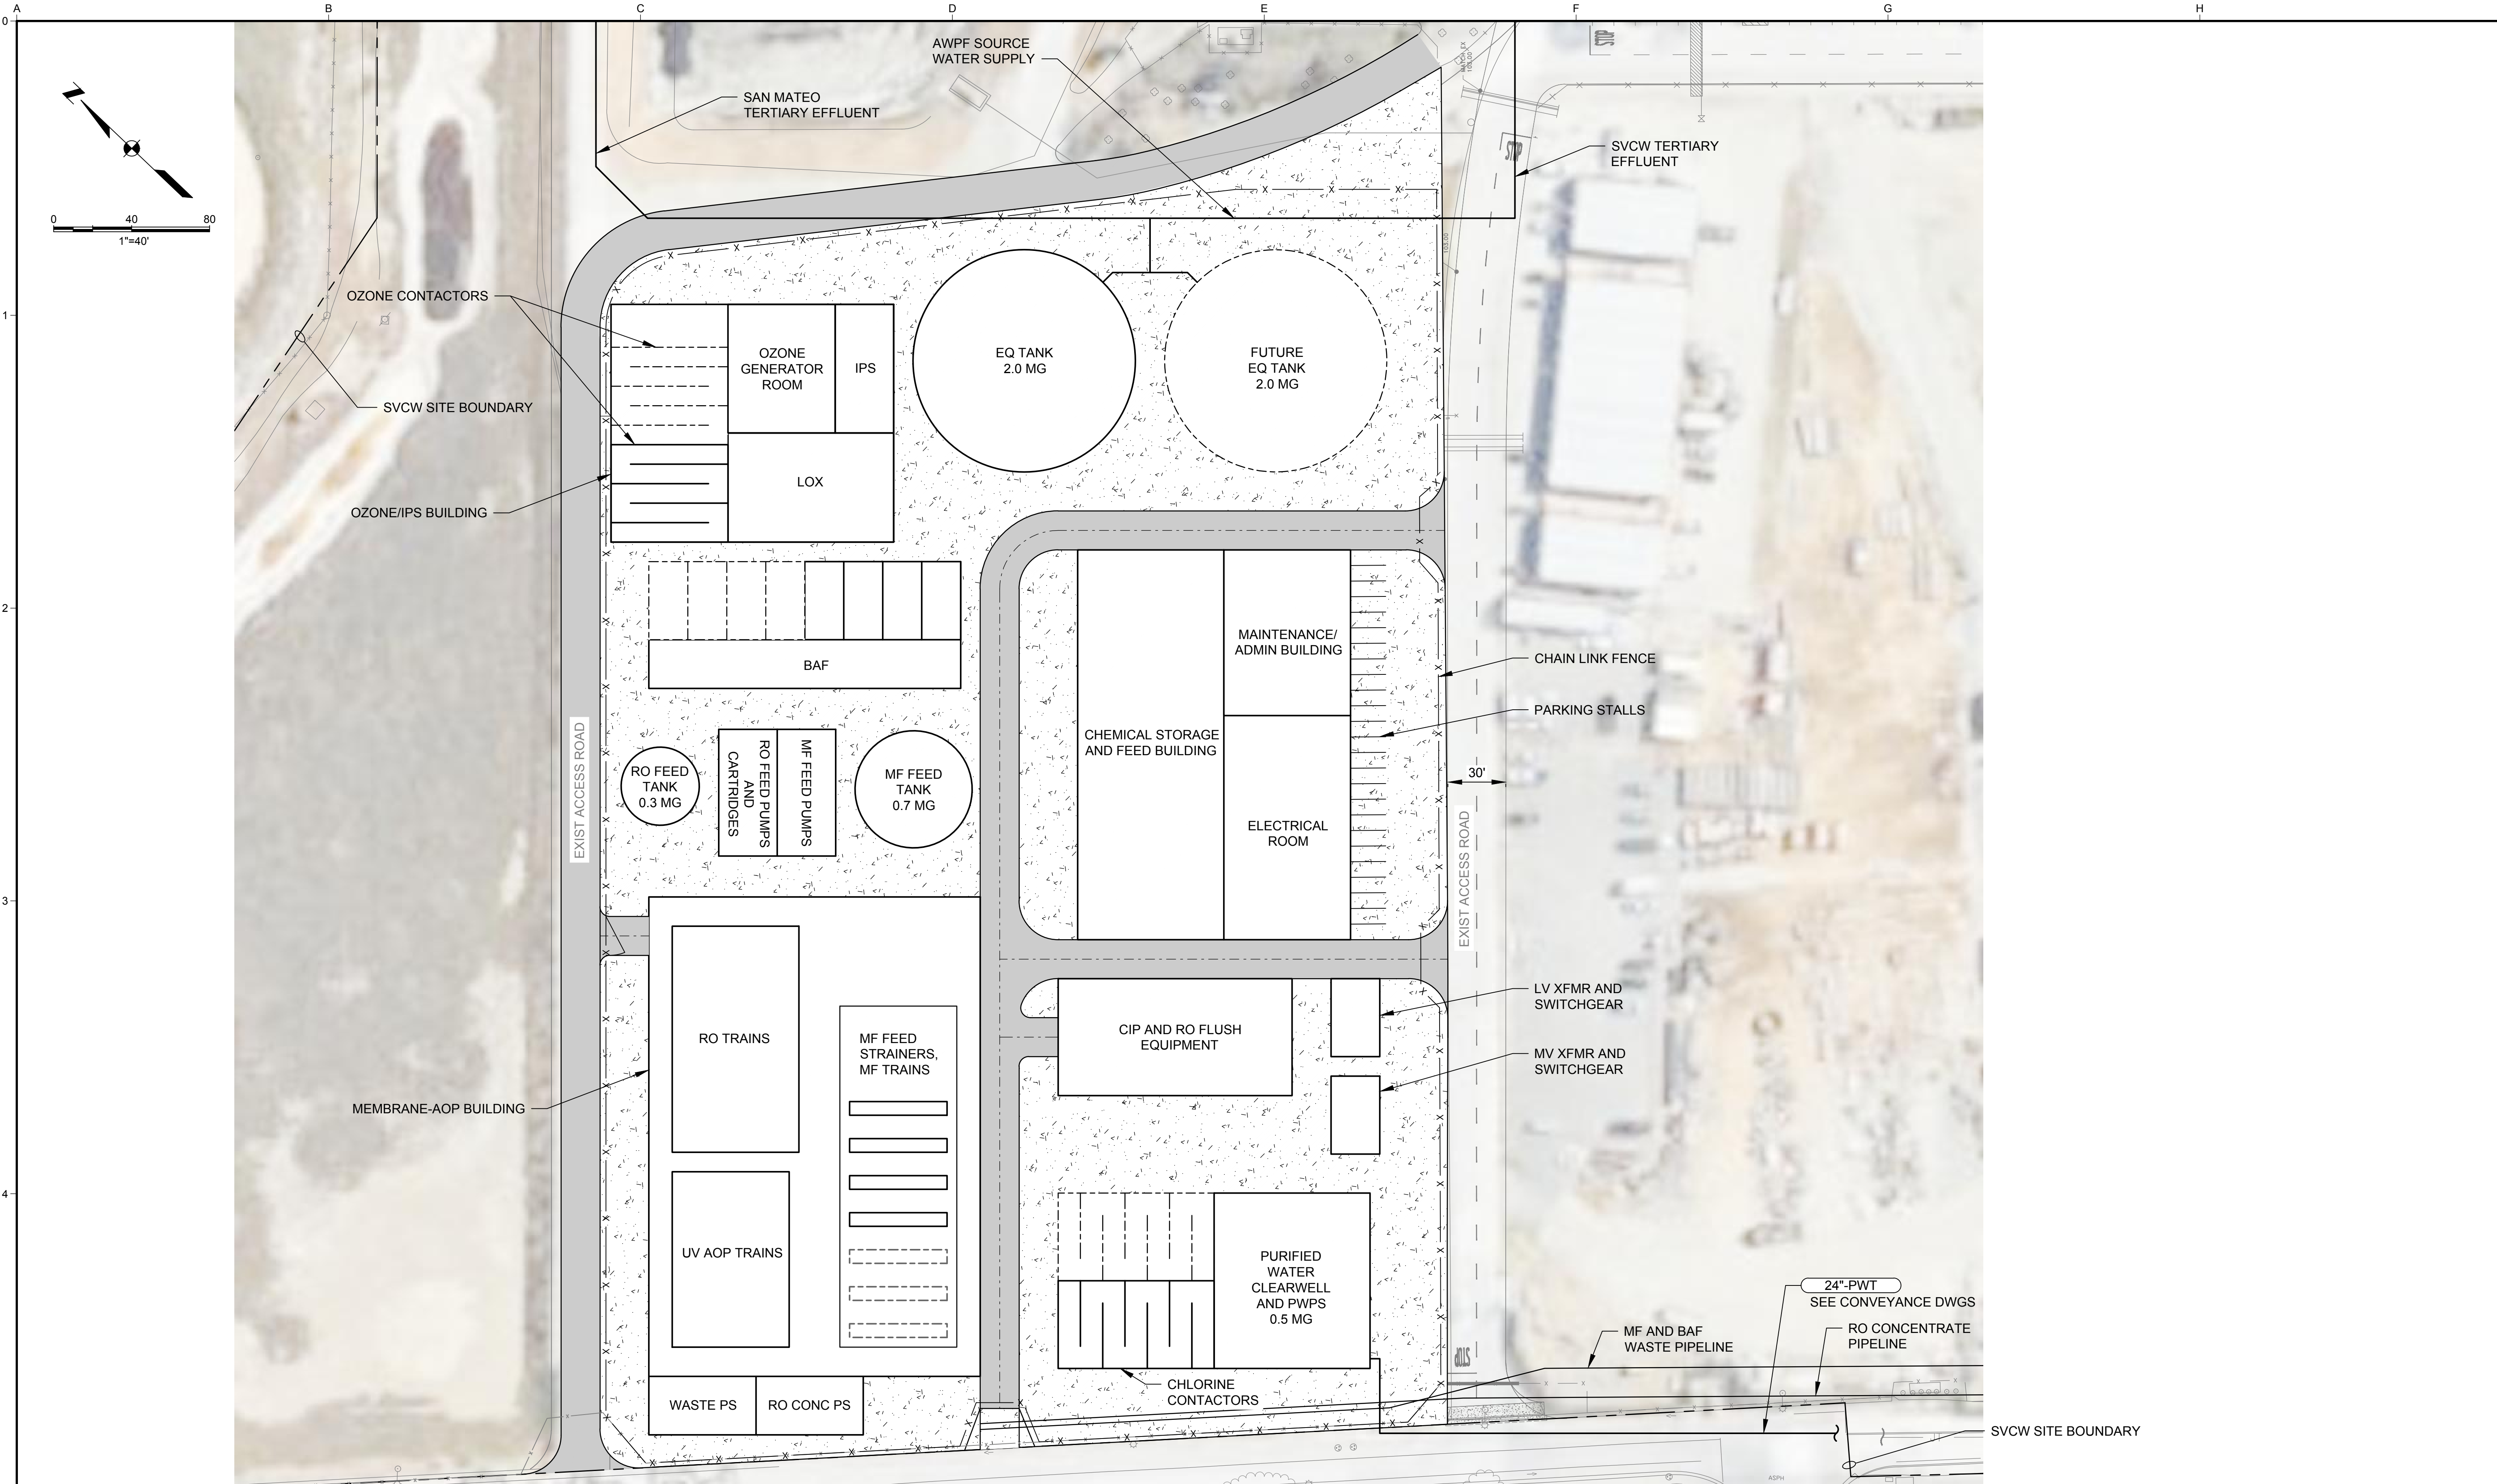 A
B
C
D
E
F
G
H
0
1
2
3
4
N
0
40
80
1"=40'
AWPF SOURCE
WATER SUPPLY
SAN MATEO
TERTIARY EFFLUENT
STOP
STOP
SVCW TERTIARY
EFFLUENT
OZONE CONTACTORS
OZONE
GENERATOR
ROOM
IPS
EQ TANK
2.0 MG
FUTURE
EQ TANK
2.0 MG
SVCW SITE BOUNDARY
LOX
OZONE/IPS BUILDING
BAF
MAINTENANCE/
ADMIN BUILDING
CHAIN LINK FENCE
PARKING STALLS
CHEMICAL STORAGE
AND FEED BUILDING
EXIST ACCESS ROAD
RO FEED
TANK
0.3 MG
RO FEED PUMPS
AND
CARTRIDGES
MF FEED PUMPS
MF FEED
TANK
0.7 MG
30'
ELECTRICAL
ROOM
EXIST ACCESS ROAD
LV XFMR AND
SWITCHGEAR
RO TRAINS
MF FEED
STRAINERS,
MF TRAINS
CIP AND RO FLUSH
EQUIPMENT
MV XFMR AND
SWITCHGEAR
MEMBRANE-AOP BUILDING
UV AOP TRAINS
PURIFIED
WATER
CLEARWELL
AND PWPS
0.5 MG
24"-PWT
SEE CONVEYANCE DWGS
MF AND BAF
WASTE PIPELINE
RO CONCENTRATE
PIPELINE
STOP
CHLORINE
CONTACTORS
WASTE PS
RO CONC PS
SVCW SITE BOUNDARY
ASPH